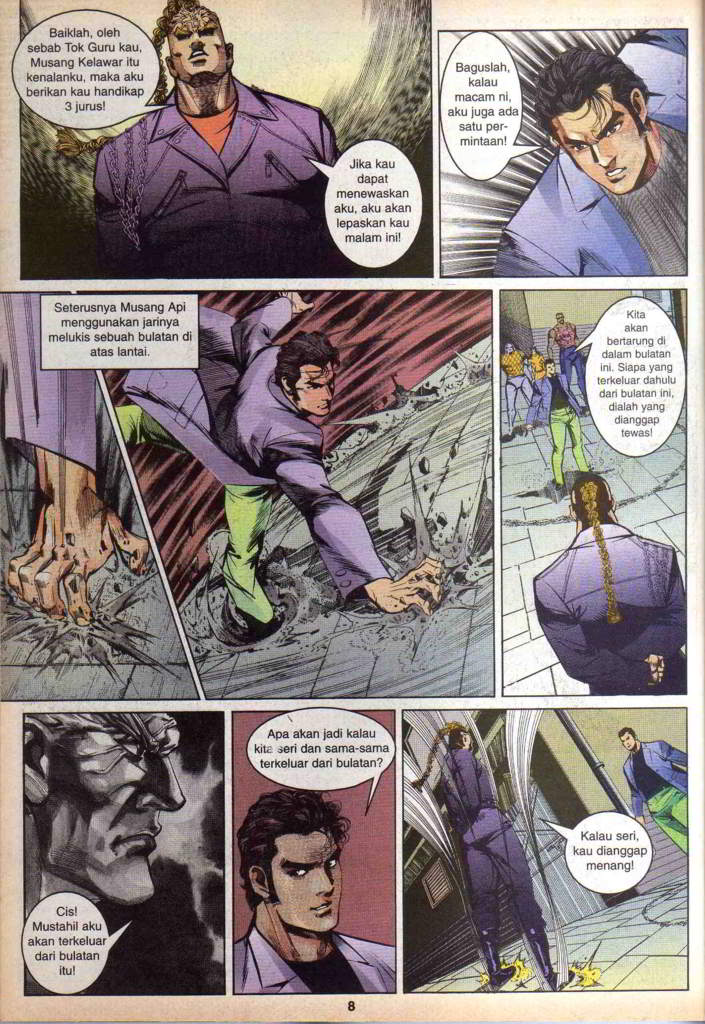 Baiklah, oleh
sebab Tok Guru kau,
Musang Kelawar itu
kenalanku, maka aku
berikan kau handikap
3 jurus!
Jika kau
dapat
menewaskan
aku, aku akan
lepaskan kau
malam ini!
Baguslah,
kalau
macam ni,
aku juga ada
satu per-
mintaan!
Seterusnya Musang Api
menggunakan jarinya
melukis sebuah bulatan di
atas lantai.
Kita
akan
bertarung di
dalam bulatan
ini. Siapa yang
terkeluar dahulu
dari bulatan ini,
dialah yang
dianggap
tewas!
Cis!
Mustahil aku
akan terkeluar
dari bulatan
itu!
Apa akan jadi kalau
kita seri dan sama-sama
terkeluar dari bulatan?
Kalau seri,
kau dianggap
menang!
8